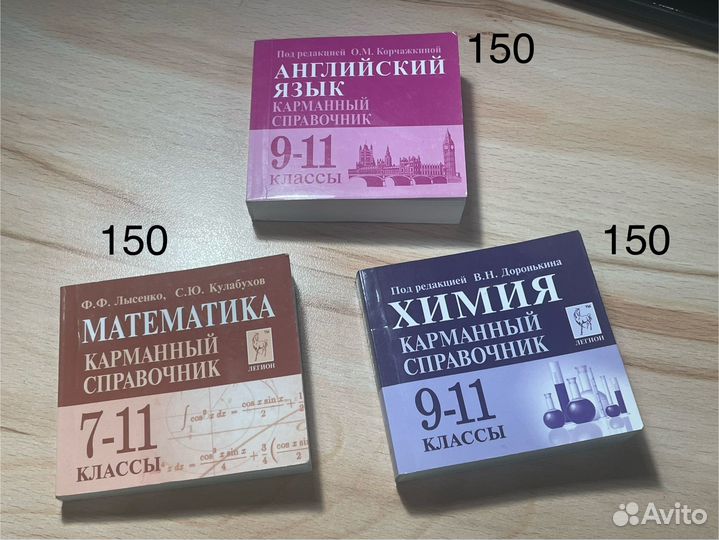 150
Под редакцией О.М. Корчажкиной
АНГЛИЙСКИЙ
ЯЗЫК
КАРМАННЫЙ
СПРАВОЧНИК
9-11
КЛАССЫ
150
Ф.Ф. Лысенко, С.Ю. Кулабухов
МАТЕМАТИКА
КАРМАННЫЙ
СПРАВОЧНИК
ЛЕГИОН
7-11
КЛАССЫ
150
Под редакцией В.Н. Доронькина
ХИМИЯ
КАРМАННЫЙ
СПРАВОЧНИК
ЛЕГИОН
9-11
КЛАССЫ
Avito